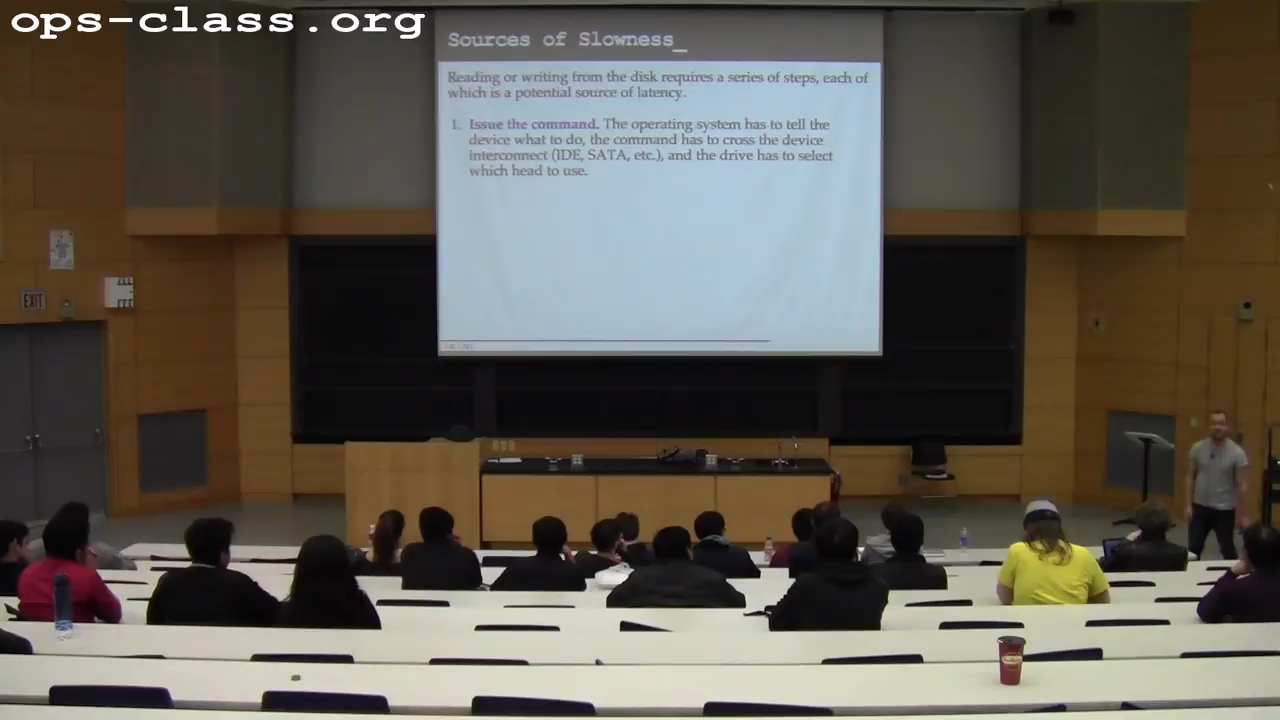 ops-class.org
Sources of Slowness_
Reading or writing from the disk requires a series of steps, each of
which is a potential source of latency.
1. Issue the command. The operating system has to tell the
device what to do, the command has to cross the device
interconnect (IDE, SATA, etc.), and the drive has to select
which head to use.
EXIT